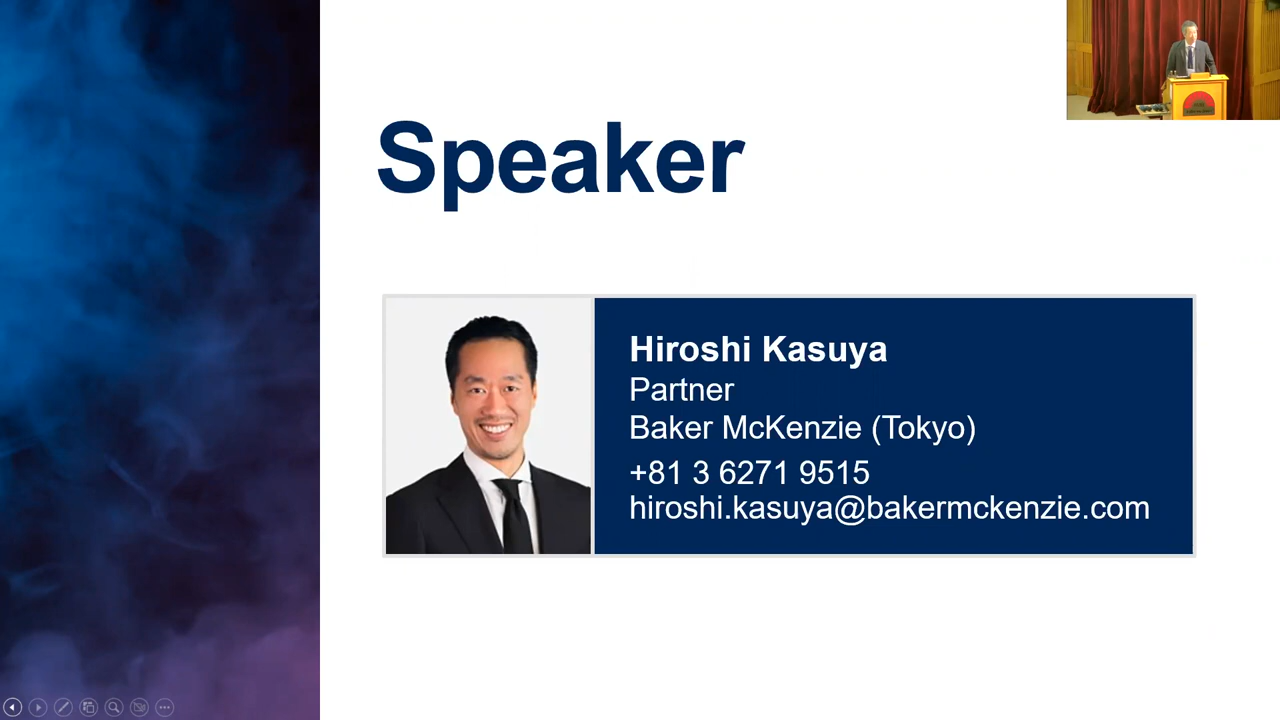 Speaker
Hiroshi Kasuya
Partner
Baker McKenzie (Tokyo)
+81 3 6271 9515
hiroshi.kasuya@bakermckenzie.com